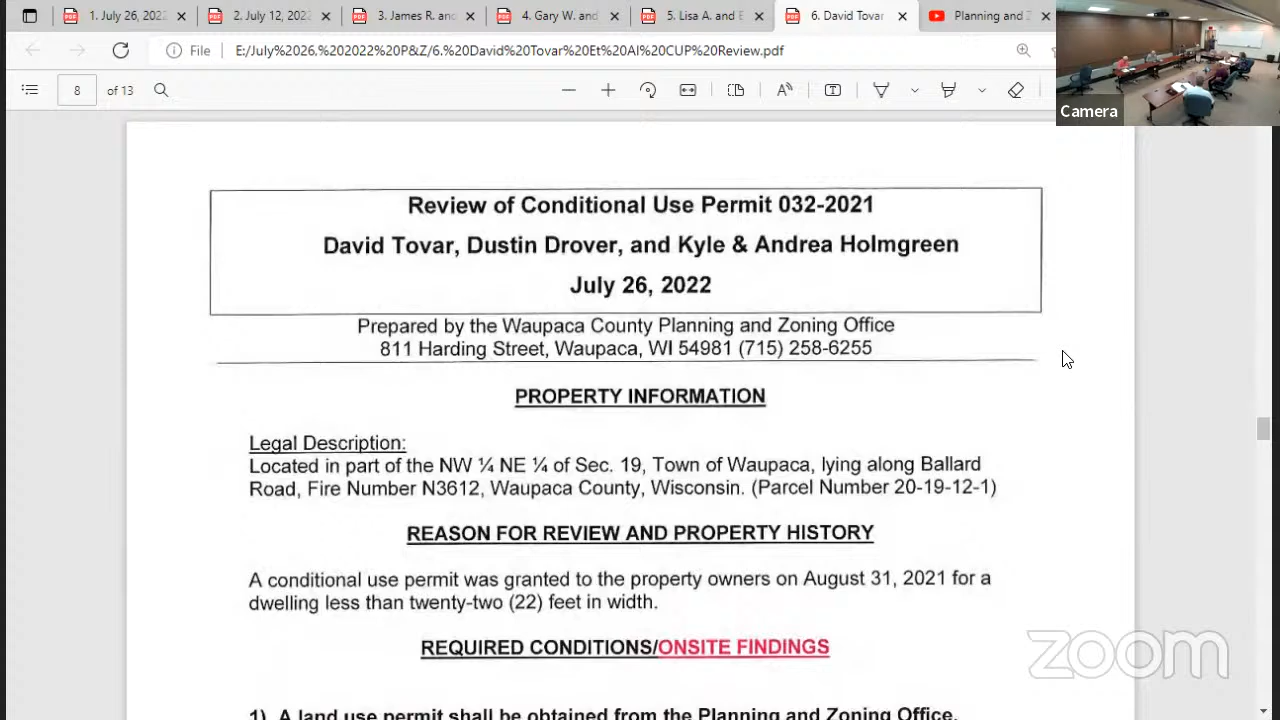 1. July 26, 2022
2. July 12, 2022
3. James R. and
4. Gary W. and
5. Lisa A. and E
6. David Tovar
Planning and Z
File
E:/July%2026,%202022%20P&Z/6.%20David%20Tovar%20Et%20Al%20CUP%20Review.pdf
8 of 13
Camera
Review of Conditional Use Permit 032-2021
David Tovar, Dustin Drover, and Kyle & Andrea Holmgreen
July 26, 2022
Prepared by the Waupaca County Planning and Zoning Office
811 Harding Street, Waupaca, WI 54981 (715) 258-6255
PROPERTY INFORMATION
Legal Description:
Located in part of the NW ¼ NE ¼ of Sec. 19, Town of Waupaca, lying along Ballard
Road, Fire Number N3612, Waupaca County, Wisconsin. (Parcel Number 20-19-12-1)
REASON FOR REVIEW AND PROPERTY HISTORY
A conditional use permit was granted to the property owners on August 31, 2021 for a
dwelling less than twenty-two (22) feet in width.
REQUIRED CONDITIONS/ONSITE FINDINGS
1) A land use permit shall be obtained from the Planning and Zoning Office.
zoom